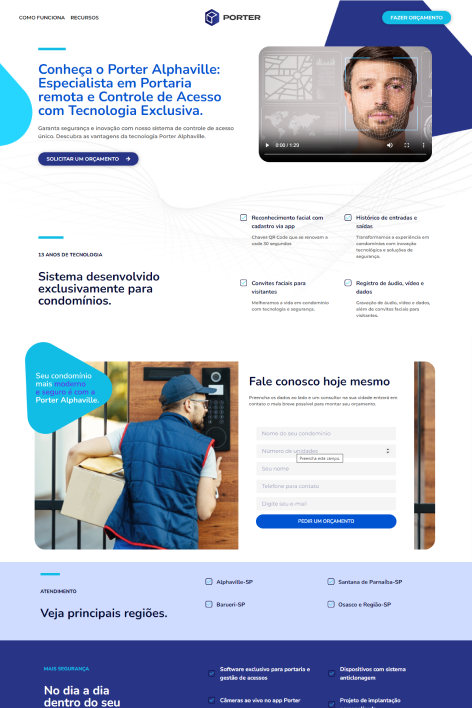 COMO FUNCIONA RECURSOS
PORTER
FAZER ORÇAMENTO
Conheça o Porter Alphaville:
Especialista em Portaria
remota e Controle de Acesso
com Tecnologia Exclusiva.
Garanta segurança e inovação com nosso sistema de controle de acesso
único. Descubra as vantagens da tecnologia Porter Alphaville.
SOLICITAR UM ORÇAMENTO
0:00 / 1:29
13 ANOS DE TECNOLOGIA
Sistema desenvolvido
exclusivamente para
condomínios.
Reconhecimento facial com
cadastro via app
Chaves QR Code que se renovam a
cada 30 segundos
Histórico de entradas e
saídas
Transformamos a experiência em
condomínios com inovação
tecnológica e soluções de
segurança.
Convites faciais para
visitantes
Melhoramos a vida em condomínio
com tecnologia e segurança.
Registro de áudio, vídeo e
dados
Gravação de áudio, vídeo e dados,
além de convites faciais para
visitantes.
Seu condomínio
mais moderno
e seguro é com a
Porter Alphaville.
Fale conosco hoje mesmo
Preencha os dados ao lado e um consultor na sua cidade entrará em
contato o mais breve possível para montar seu orçamento.
Nome do seu condomínio
Número de unidades
Preencha este campo.
Seu nome
Telefone para contato
Digite seu e-mail
PEDIR UM ORÇAMENTO
ATENDIMENTO
Veja principais regiões.
Alphaville-SP
Santana de Parnaíba-SP
Barueri-SP
Osasco e Região-SP
MAIS SEGURANÇA
No dia a dia
dentro do seu
Software exclusivo para portaria e
gestão de acessos
Dispositivos com sistema
anticlonagem
Câmeras ao vivo no app Porter
Projeto de implantação